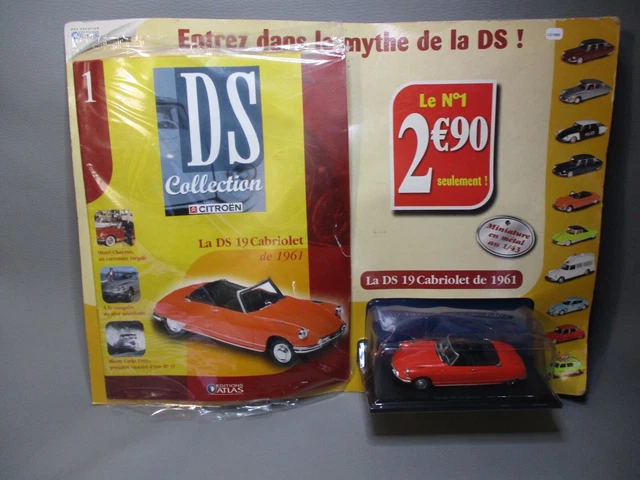 Entrez dans le mythe de la DS !
1
DS
Collection
CITROËN
La DS 19 Cabriolet
de 1961
EDITIONS
ATLAS
Le N°1
2€90
seulement !
Miniature
en métal
au 1/43
La DS 19 Cabriolet de 1961